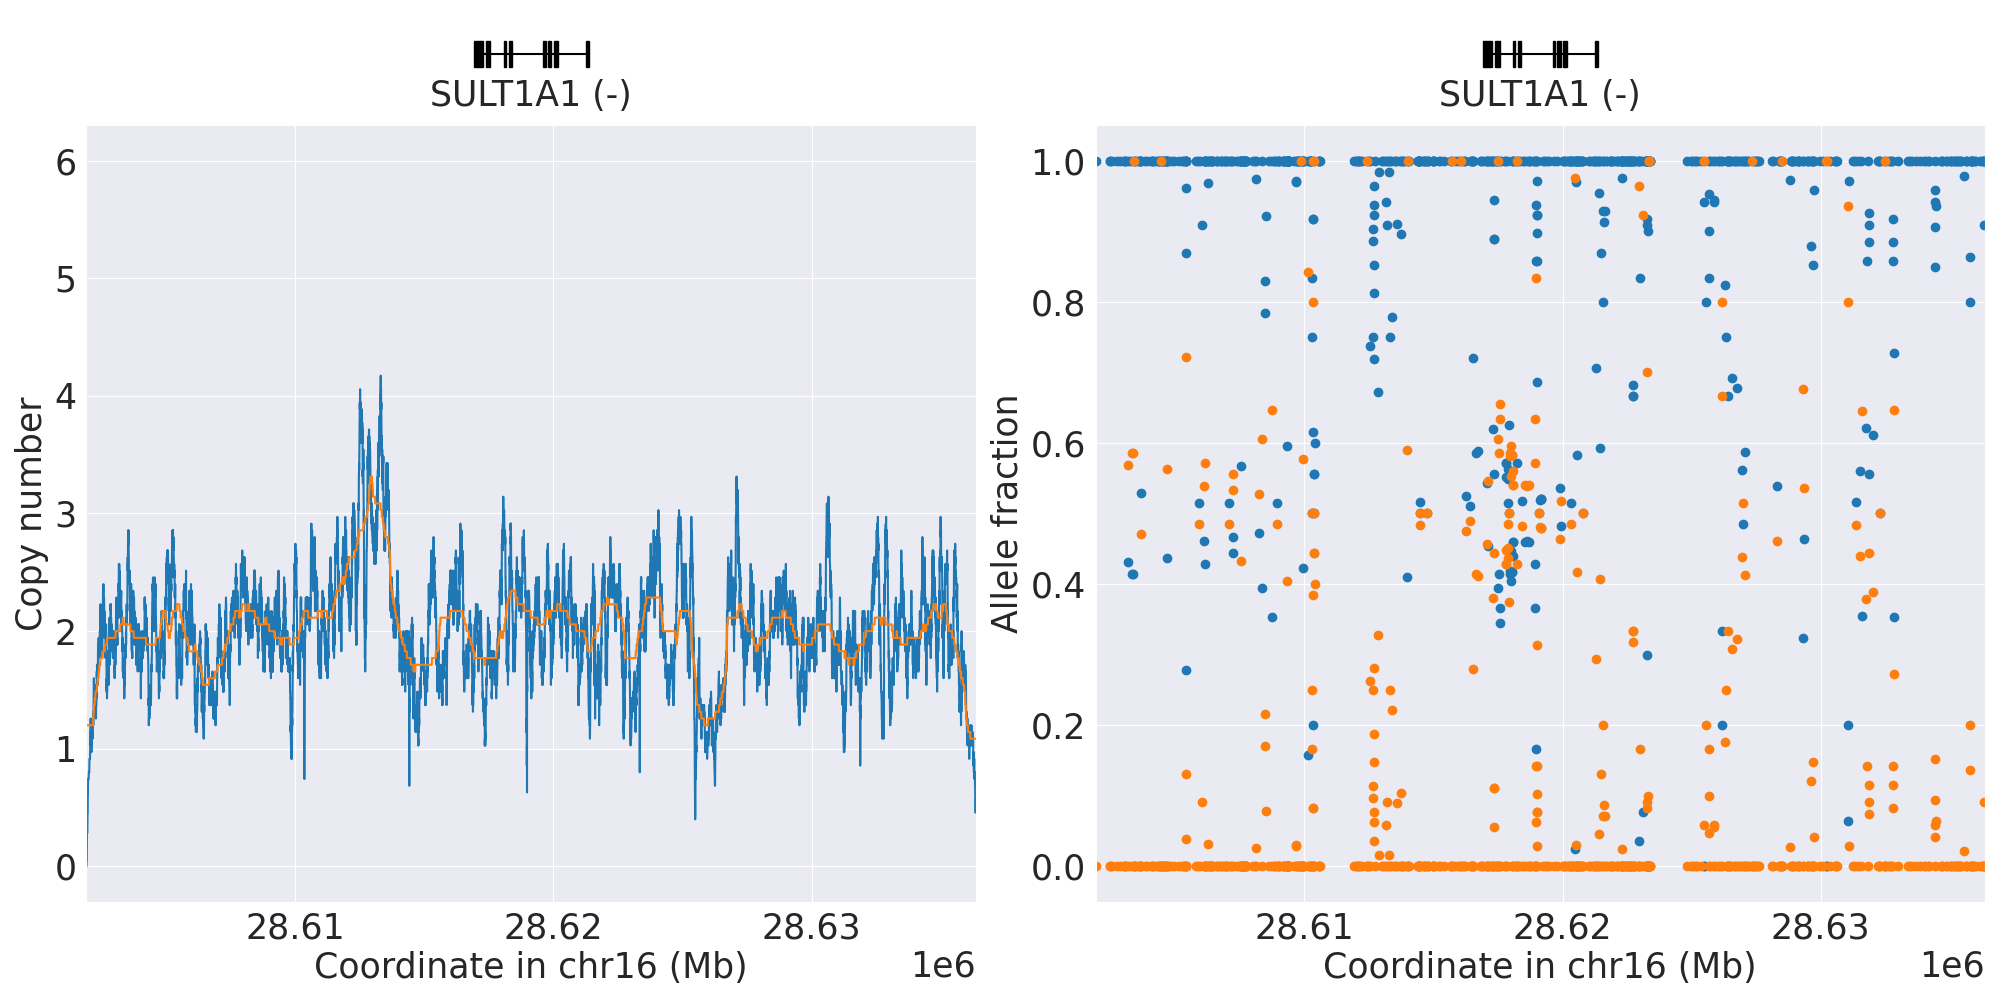 SULT1A1 (-)
SULT1A1 (-)
Copy number
6
5
4
3
2
1
0
28.61
28.62
28.63
Coordinate in chr16 (Mb)
1e6
Allele fraction
1.0
0.8
0.6
0.4
0.2
0.0
28.61
28.62
28.63
Coordinate in chr16 (Mb)
1e6